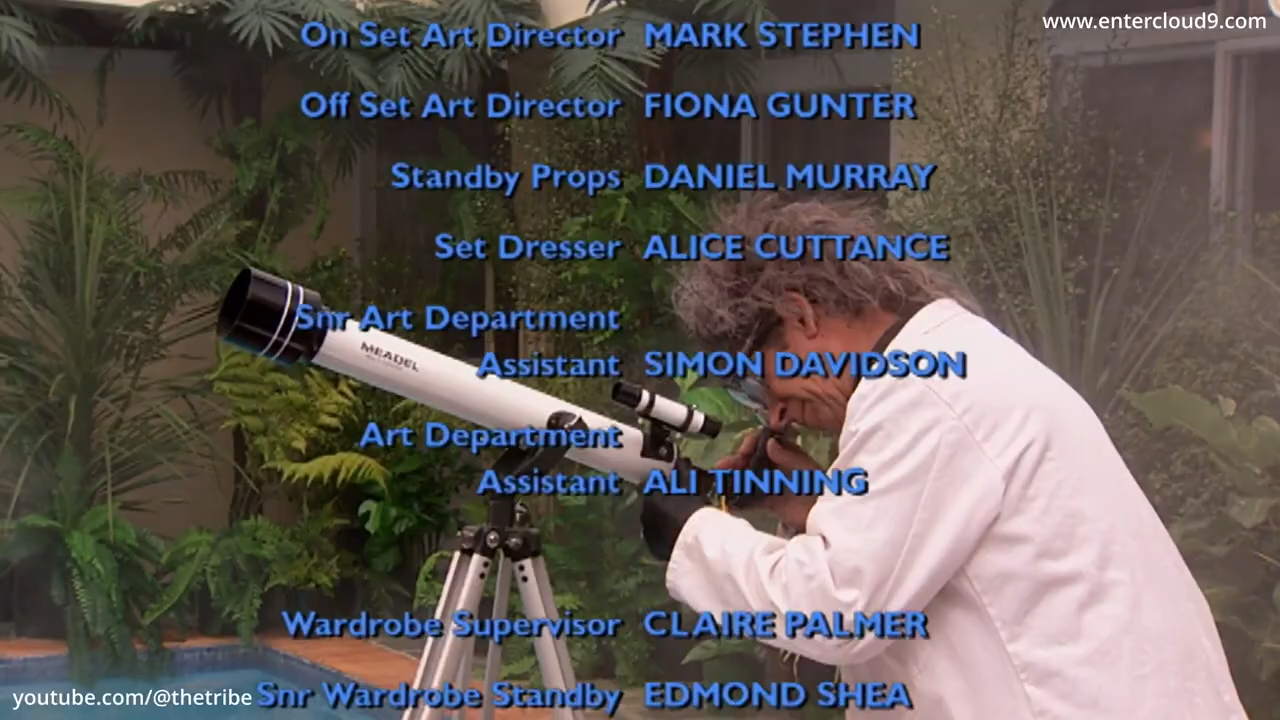 www.entercloud9.com
On Set Art Director MARK STEPHEN
Off Set Art Director FIONA GUNTER
Standby Props DANIEL MURRAY
Set Dresser ALICE CUTTANCE
Snr Art Department
Assistant SIMON DAVIDSON
MEADEL
Art Department
Assistant ALI TINNING
Wardrobe Supervisor CLAIRE PALMER
youtube.com/@thetribe Snr Wardrobe Standby EDMOND SHEA